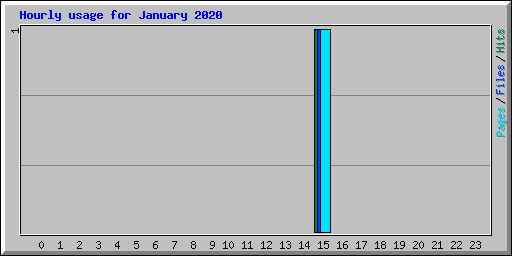 Hourly usage for January 2020
1
Pages/Files/Hits
0 1 2 3 4 5 6 7 8 9 10 11 12 13 14 15 16 17 18 19 20 21 22 23